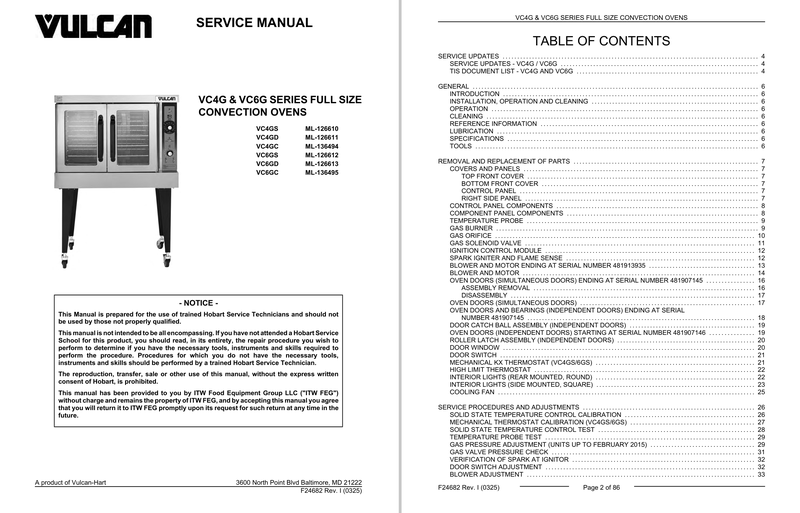 VULCAN
SERVICE MANUAL
VULCAN
VC4G & VC6G SERIES FULL SIZE
CONVECTION OVENS
VC4GS ML-126610
VC4GD ML-126611
VC4GC ML-136494
VC6GS ML-126612
VC6GD ML-126613
VC6GC ML-136495
- NOTICE -
This Manual is prepared for the use of trained Hobart Service Technicians and should not
be used by those not properly qualified.
This manual is not intended to be all encompassing. If you have not attended a Hobart Service
School for this product, you should read, in its entirety, the repair procedure you wish to
perform to determine if you have the necessary tools, instruments and skills required to
perform the procedure. Procedures for which you do not have the necessary tools,
instruments and skills should be performed by a trained Hobart Service Technician.
The reproduction, transfer, sale or other use of this manual, without the express written
consent of Hobart, is prohibited.
This manual has been provided to you by ITW Food Equipment Group LLC ("ITW FEG")
without charge and remains the property of ITW FEG, and by accepting this manual you agree
that you will return it to ITW FEG promptly upon its request for such return at any time in the
future.
A product of Vulcan-Hart 3600 North Point Blvd Baltimore, MD 21222
F24682 Rev. I (0325)
VC4G & VC6G SERIES FULL SIZE CONVECTION OVENS
TABLE OF CONTENTS
SERVICE UPDATES 4
SERVICE UPDATES - VC4G / VC6G 4
TIS DOCUMENT LIST - VC4G AND VC6G 4
GENERAL 6
INTRODUCTION 6
INSTALLATION, OPERATION AND CLEANING 6
OPERATION 6
CLEANING 6
REFERENCE INFORMATION 6
LUBRICATION 6
SPECIFICATIONS 6
TOOLS 6
REMOVAL AND REPLACEMENT OF PARTS 7
COVERS AND PANELS 7
TOP FRONT COVER 7
BOTTOM FRONT COVER 7
CONTROL PANEL 7
RIGHT SIDE PANEL 7
CONTROL PANEL COMPONENTS 8
COMPONENT PANEL COMPONENTS 8
TEMPERATURE PROBE 9
GAS BURNER 9
GAS ORIFICE 10
GAS SOLENOID VALVE 11
IGNITION CONTROL MODULE 12
SPARK IGNITER AND FLAME SENSE 12
BLOWER AND MOTOR ENDING AT SERIAL NUMBER 481913935 13
BLOWER AND MOTOR 14
OVEN DOORS (SIMULTANEOUS DOORS) ENDING AT SERIAL NUMBER 481907145 16
ASSEMBLY REMOVAL 16
DISASSEMBLY 17
OVEN DOORS (SIMULTANEOUS DOORS) 17
OVEN DOORS AND BEARINGS (INDEPENDENT DOORS) ENDING AT SERIAL
NUMBER 481907145 18
DOOR CATCH BALL ASSEMBLY (INDEPENDENT DOORS) 19
OVEN DOORS (INDEPENDENT DOORS) STARTING AT SERIAL NUMBER 481907146 19
ROLLER LATCH ASSEMBLY (INDEPENDENT DOORS) 20
DOOR WINDOW 20
DOOR SWITCH 21
MECHANICAL KX THERMOSTAT (VC4GS/6GS) 21
HIGH LIMIT THERMOSTAT 22
INTERIOR LIGHTS (REAR MOUNTED, ROUND) 22
INTERIOR LIGHTS (SIDE MOUNTED, SQUARE) 23
COOLING FAN 25
SERVICE PROCEDURES AND ADJUSTMENTS 26
SOLID STATE TEMPERATURE CONTROL CALIBRATION 26
MECHANICAL THERMOSTAT CALIBRATION (VC4GS/6GS) 27
SOLID STATE TEMPERATURE CONTROL TEST 28
TEMPERATURE PROBE TEST 29
GAS PRESSURE ADJUSTMENT (UNITS UP TO FEBRUARY 2015) 29
GAS VALVE PRESSURE CHECK 31
VERIFICATION OF SPARK AT IGNITOR 32
DOOR SWITCH ADJUSTMENT 32
BLOWER ADJUSTMENT 33
F24682 Rev. I (0325) Page 2 of 86